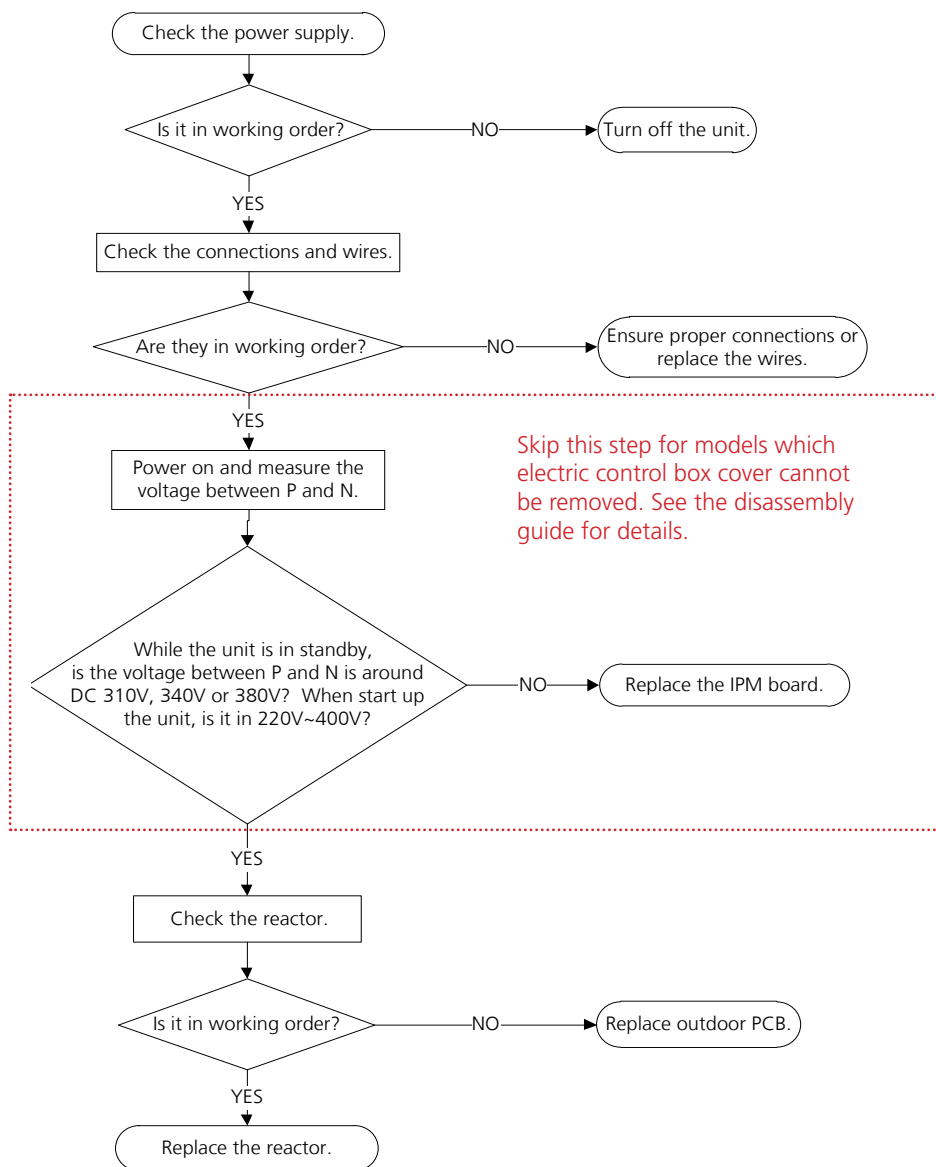 Check the power supply.
Is it in working order?
NO
Turn off the unit.
YES
Check the connections and wires.
Are they in working order?
NO
Ensure proper connections or
replace the wires.
YES
Power on and measure the
voltage between P and N.
Skip this step for models which
electric control box cover cannot
be removed. See the disassembly
guide for details.
While the unit is in standby,
is the voltage between P and N is around
DC 310V, 340V or 380V? When start up
the unit, is it in 220V~400V?
NO
Replace the IPM board.
YES
Check the reactor.
Is it in working order?
NO
Replace outdoor PCB.
YES
Replace the reactor.